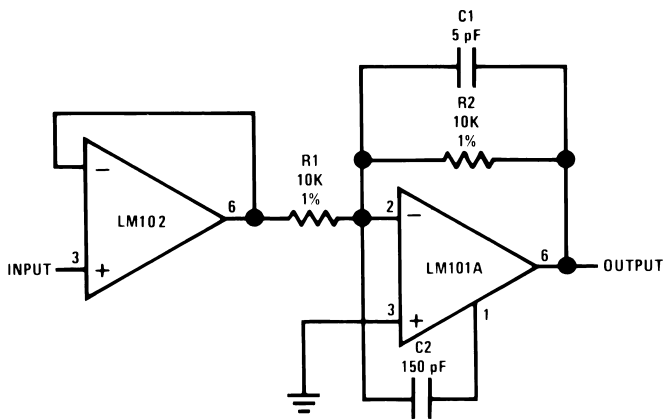 C1
5 pF
R2
10K
1%
R1
10K
1%
−
LM102
6
3
+
INPUT
2
−
LM101A
6
OUTPUT
3
+
1
C2
150 pF